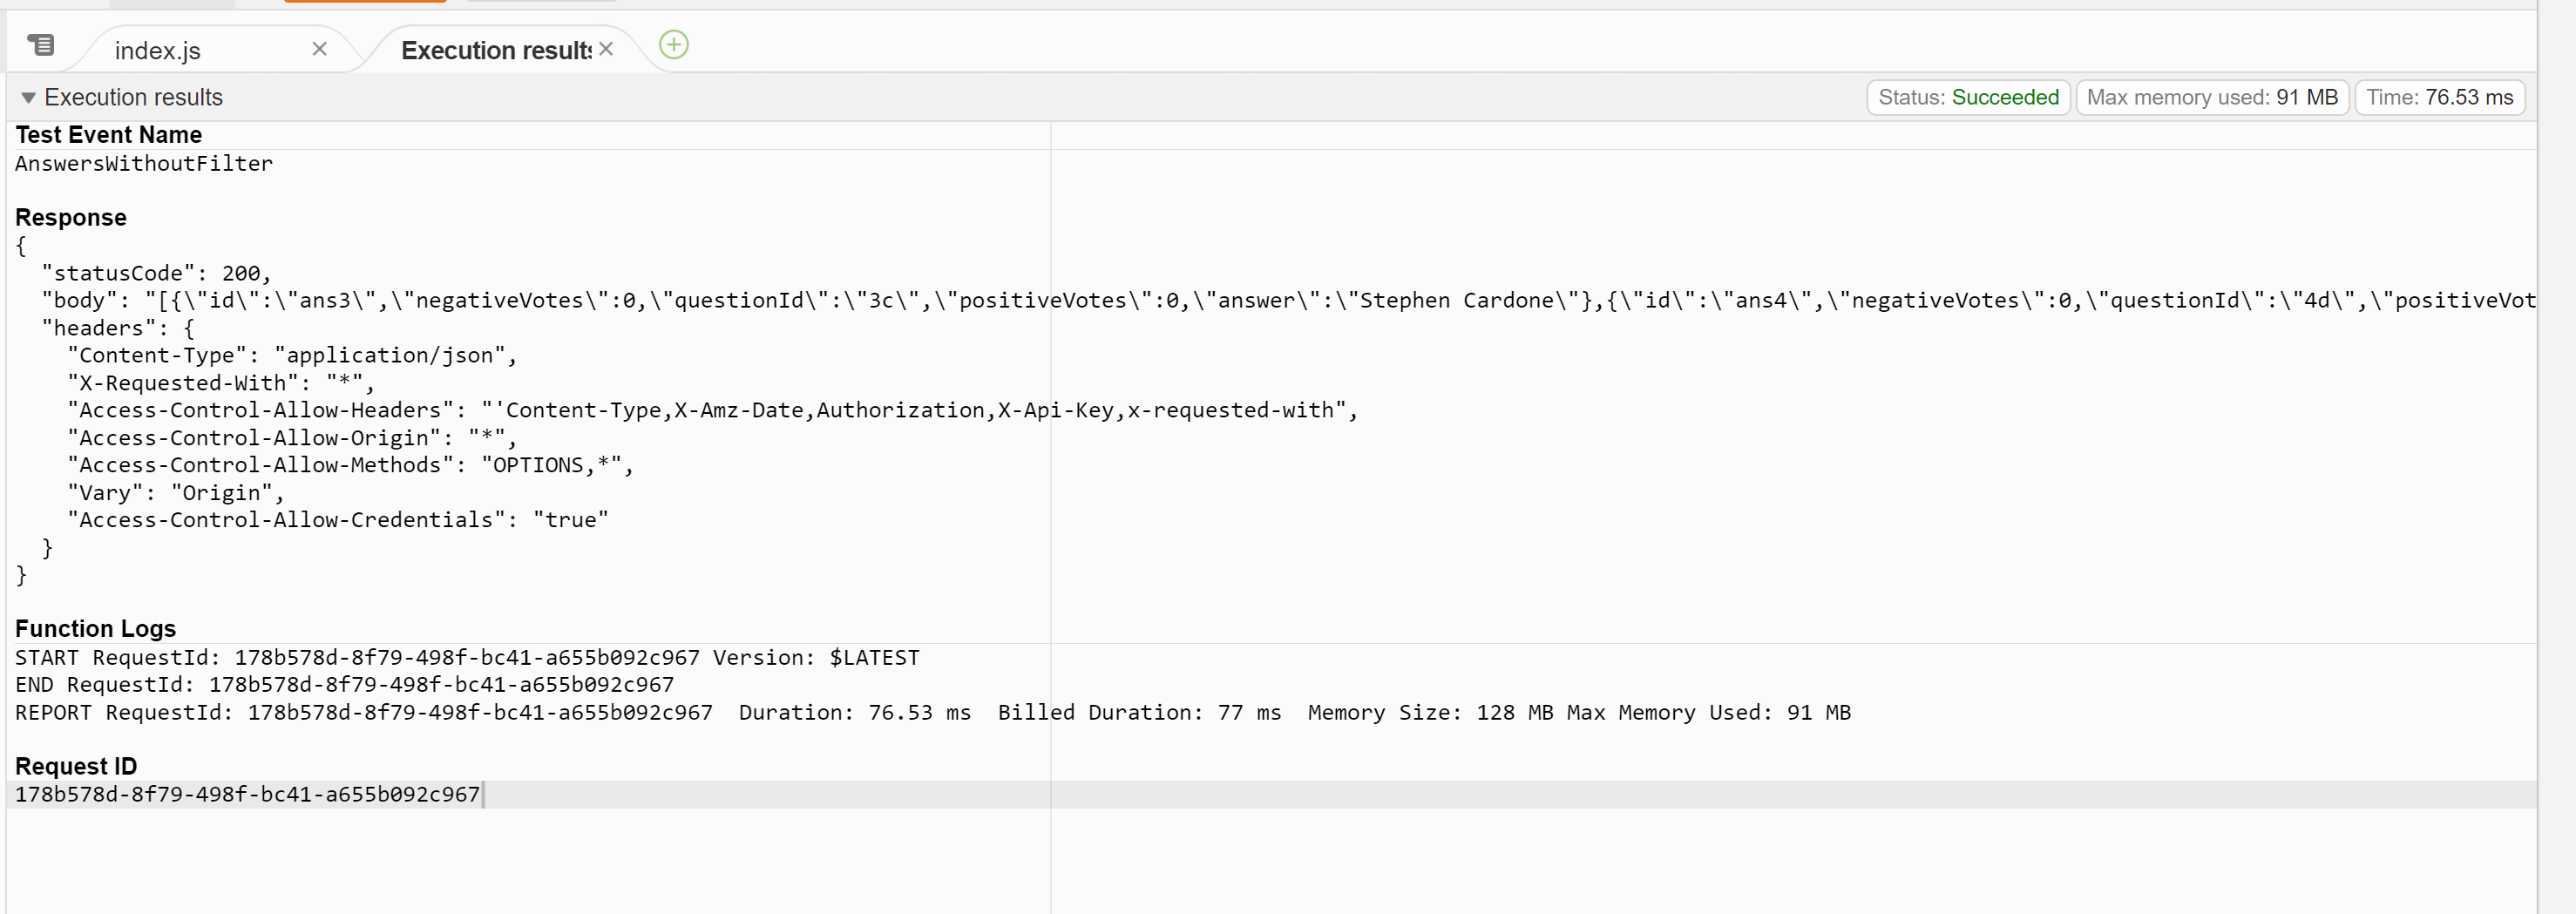 index.js
Execution results
Execution results
Status: Succeeded Max memory used: 91 MB Time: 76.53 ms
Test Event Name
AnswersWithoutFilter
Response
{
"statusCode": 200,
"body": "[{\"id\":\"ans3\",\"negativeVotes\":0,\"questionId\":\"3c\",\"positiveVotes\":0,\"answer\":\"Stephen Cardone\"},{\"id\":\"ans4\",\"negativeVotes\":0,\"questionId\":\"4d\",\"positiveVot
"headers": {
"Content-Type": "application/json",
"X-Requested-With": "*",
"Access-Control-Allow-Headers": "'Content-Type,X-Amz-Date,Authorization,X-Api-Key,x-requested-with",
"Access-Control-Allow-Origin": "*",
"Access-Control-Allow-Methods": "OPTIONS,*",
"Vary": "Origin",
"Access-Control-Allow-Credentials": "true"
}
}
Function Logs
START RequestId: 178b578d-8f79-498f-bc41-a655b092c967 Version: $LATEST
END RequestId: 178b578d-8f79-498f-bc41-a655b092c967
REPORT RequestId: 178b578d-8f79-498f-bc41-a655b092c967 Duration: 76.53 ms Billed Duration: 77 ms Memory Size: 128 MB Max Memory Used: 91 MB
Request ID
178b578d-8f79-498f-bc41-a655b092c967